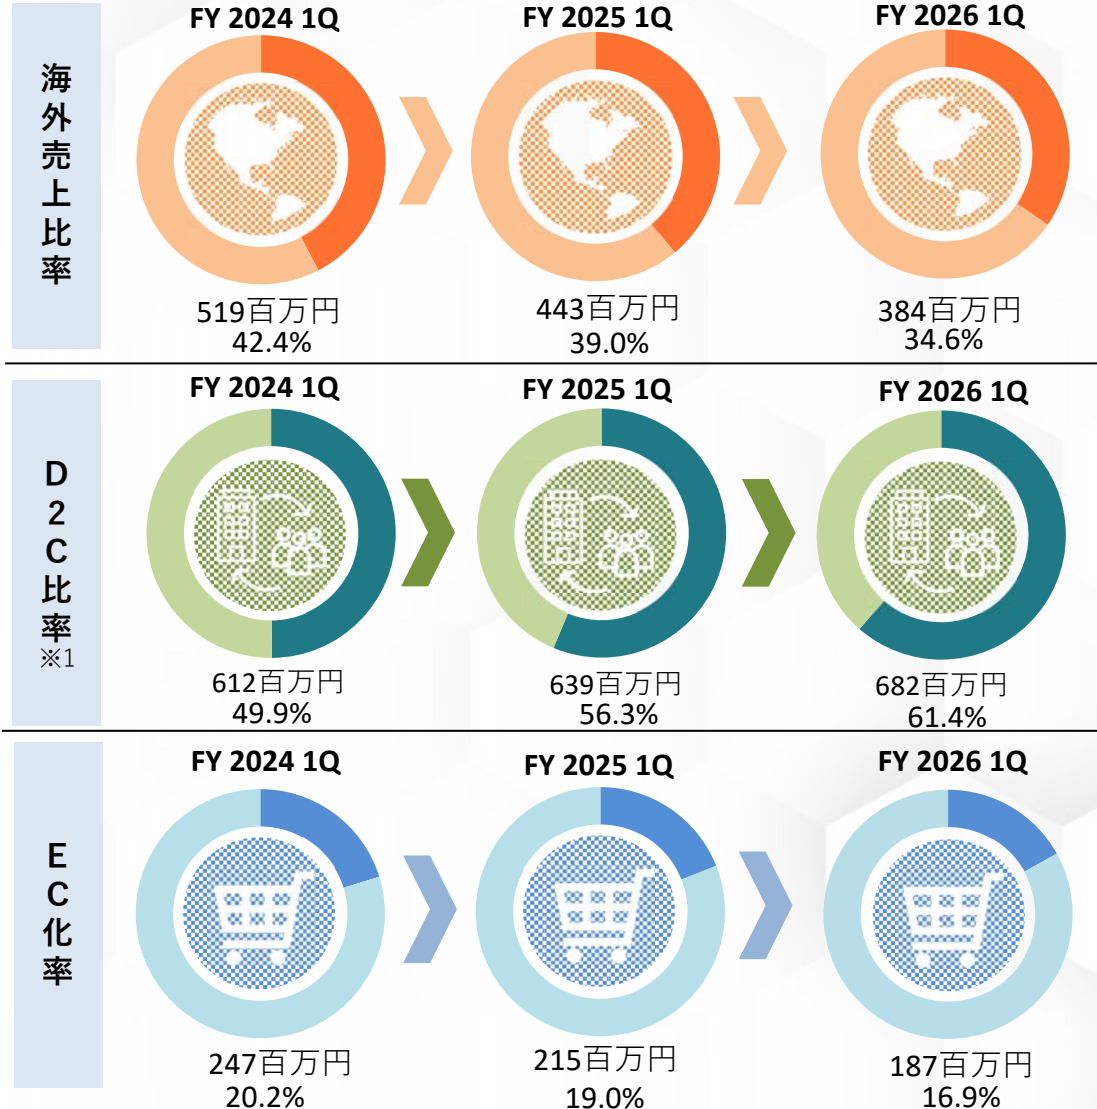 海外売上比率
FY 2024 1Q
FY 2025 1Q
FY 2026 1Q
519百万円
42.4%
443百万円
39.0%
384百万円
34.6%
D2C比率
※1
FY 2024 1Q
FY 2025 1Q
FY 2026 1Q
612百万円
49.9%
639百万円
56.3%
682百万円
61.4%
EC化率
FY 2024 1Q
FY 2025 1Q
FY 2026 1Q
247百万円
20.2%
215百万円
19.0%
187百万円
16.9%